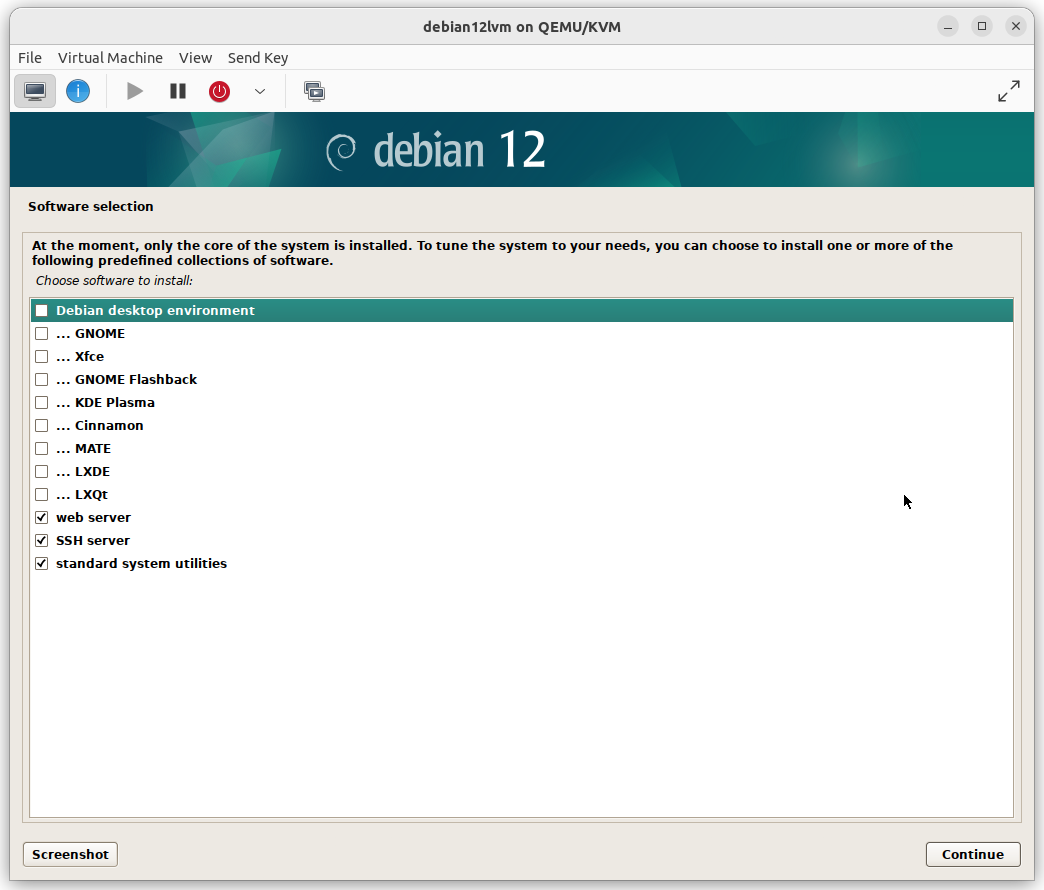 debian12lvm on QEMU/KVM
File Virtual Machine View Send Key
debian 12
Software selection
At the moment, only the core of the system is installed. To tune the system to your needs, you can choose to install one or more of the
following predefined collections of software.
Choose software to install:
Debian desktop environment
... GNOME
... Xfce
... GNOME Flashback
... KDE Plasma
... Cinnamon
... MATE
... LXDE
... LXQt
web server
SSH server
standard system utilities
Screenshot Continue